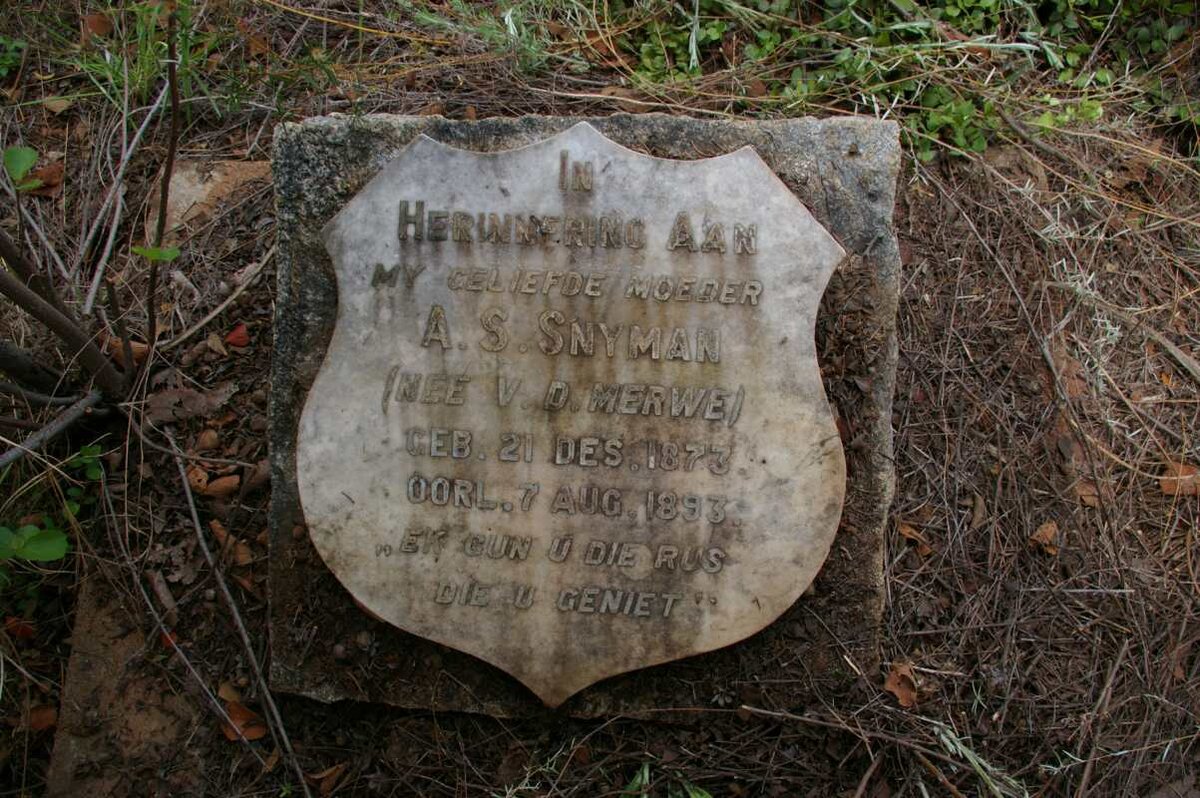 IN
HERINNERING AAN
MY GELIEFDE MOEDER
A. S. SNYMAN
(NEE V. D. MERWE)
GEB. 21 DES. 1873
OORL. 7 AUG. 1893.
„EK GUN U DIE RUS
DIE U GENIET"